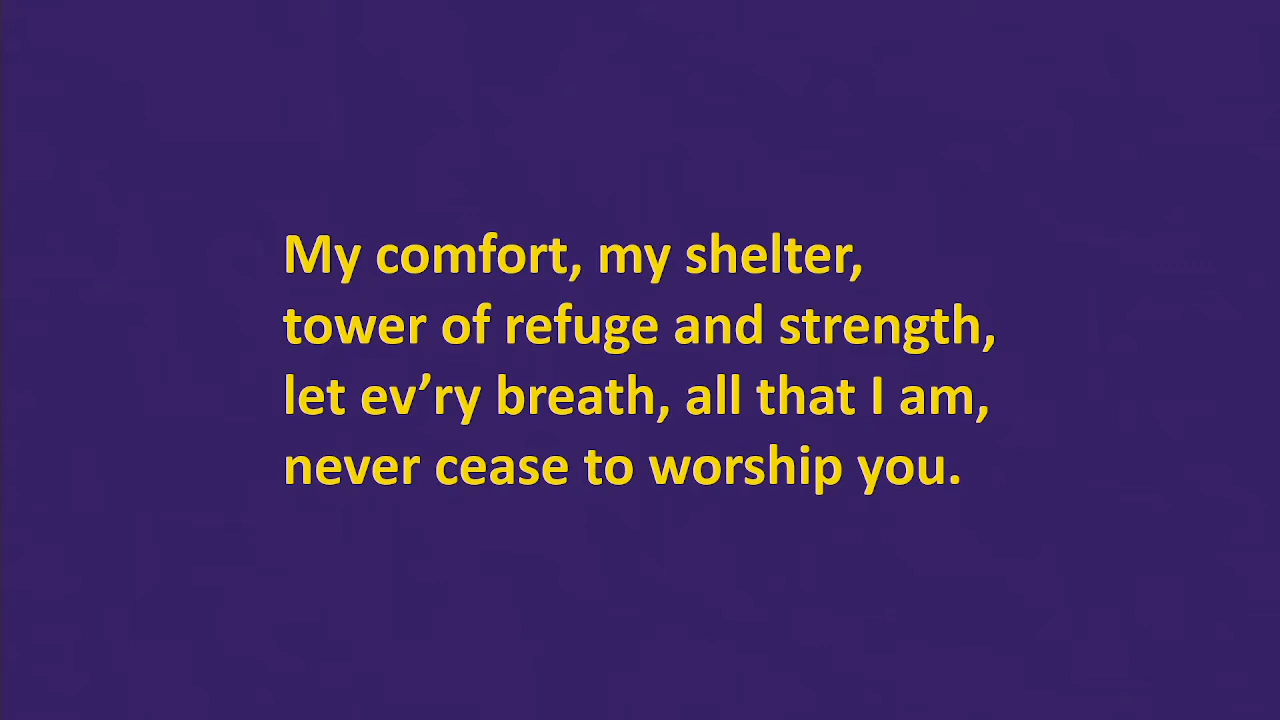 My comfort, my shelter,
tower of refuge and strength,
let ev’ry breath, all that I am,
never cease to worship you.